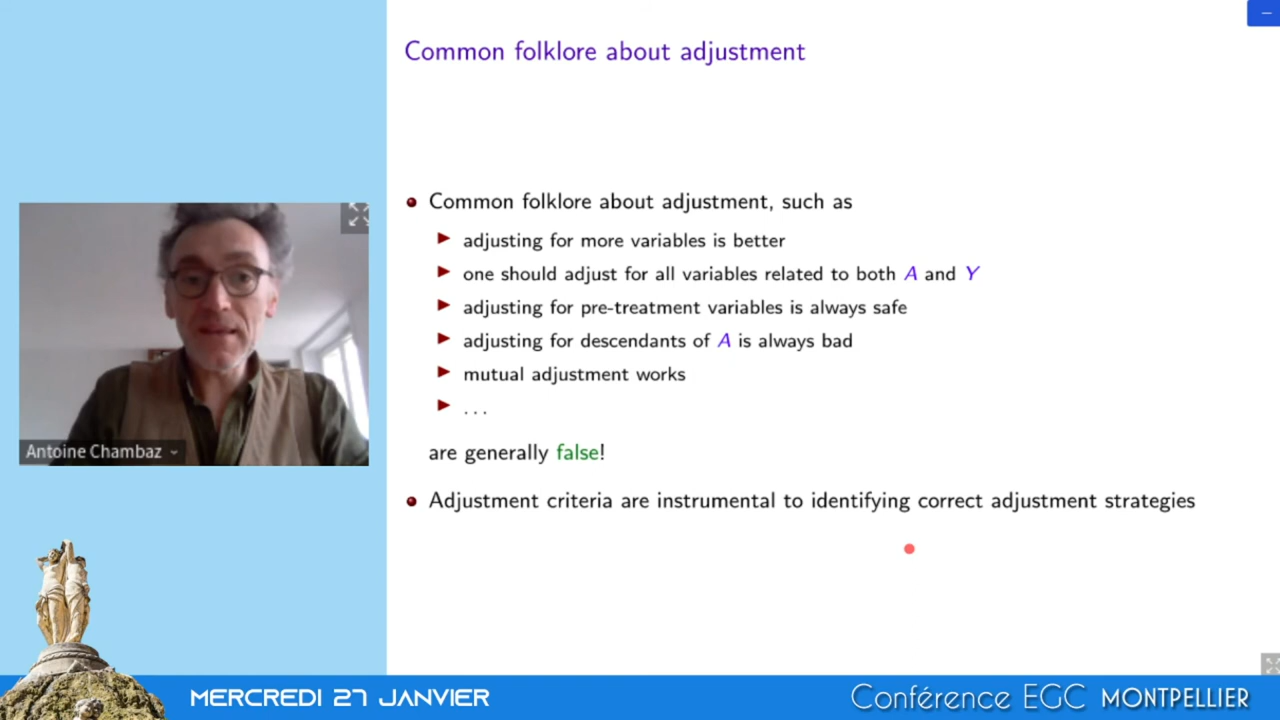 Common folklore about adjustment
Common folklore about adjustment, such as
adjusting for more variables is better
one should adjust for all variables related to both A and Y
adjusting for pre-treatment variables is always safe
adjusting for descendants of A is always bad
mutual adjustment works
...
are generally false!
Adjustment criteria are instrumental to identifying correct adjustment strategies
Antoine Chambaz
MERCREDI 27 JANVIER
Conférence EGC MONTPELLIER